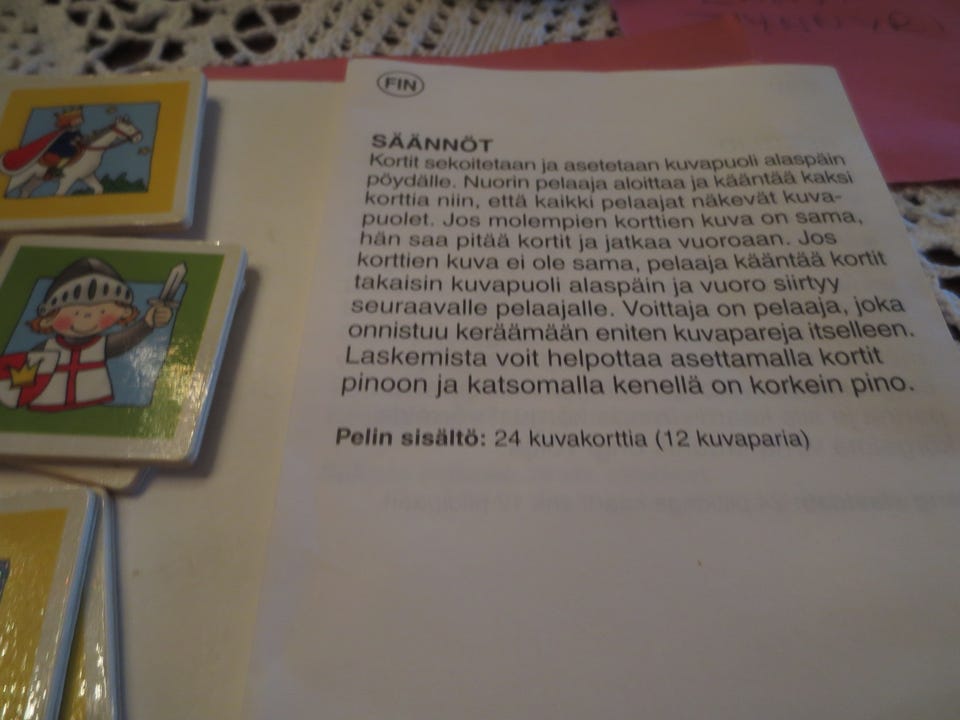 FIN
SÄÄNNÖT
Kortit sekoitetaan ja asetetaan kuvapuoli alaspäin
pöydälle. Nuorin pelaaja aloittaa ja kääntää kaksi
korttia niin, että kaikki pelaajat näkevät kuva-
puolet. Jos molempien korttien kuva on sama,
hän saa pitää kortit ja jatkaa vuoroaan. Jos
korttien kuva ei ole sama, pelaaja kääntää kortit
takaisin kuvapuoli alaspäin ja vuoro siirtyy
seuraavalle pelaajalle. Voittaja on pelaaja, joka
onnistuu keräämään eniten kuvapareja itselleen.
Laskemista voit helpottaa asettamalla kortit
pinoon ja katsomalla kenellä on korkein pino.
Pelin sisältö: 24 kuvakorttia (12 kuvaparia)